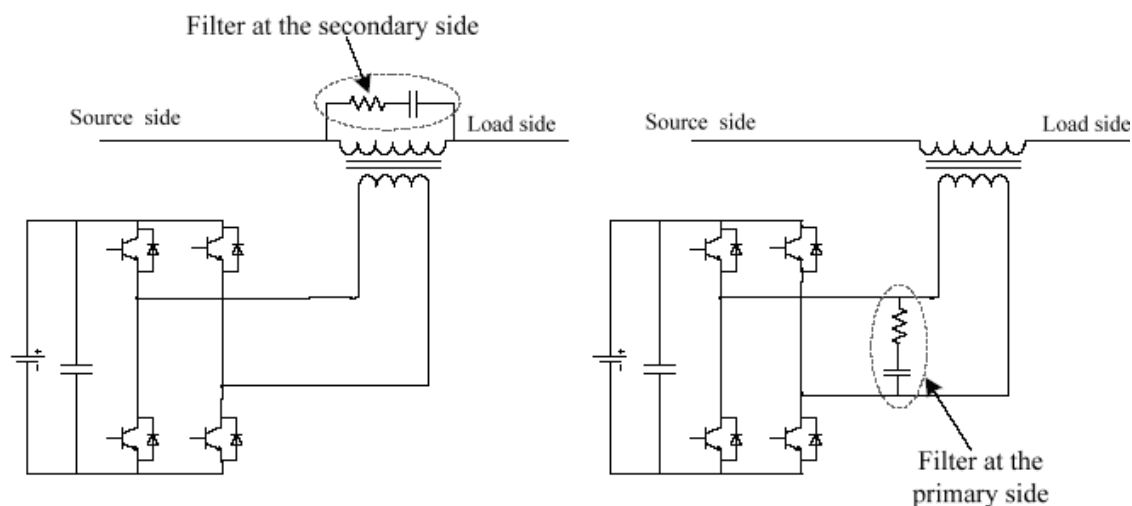 Filter at the secondary side
Source side
Load side
Source side
Load side
+
-
+
-
Filter at the
primary side